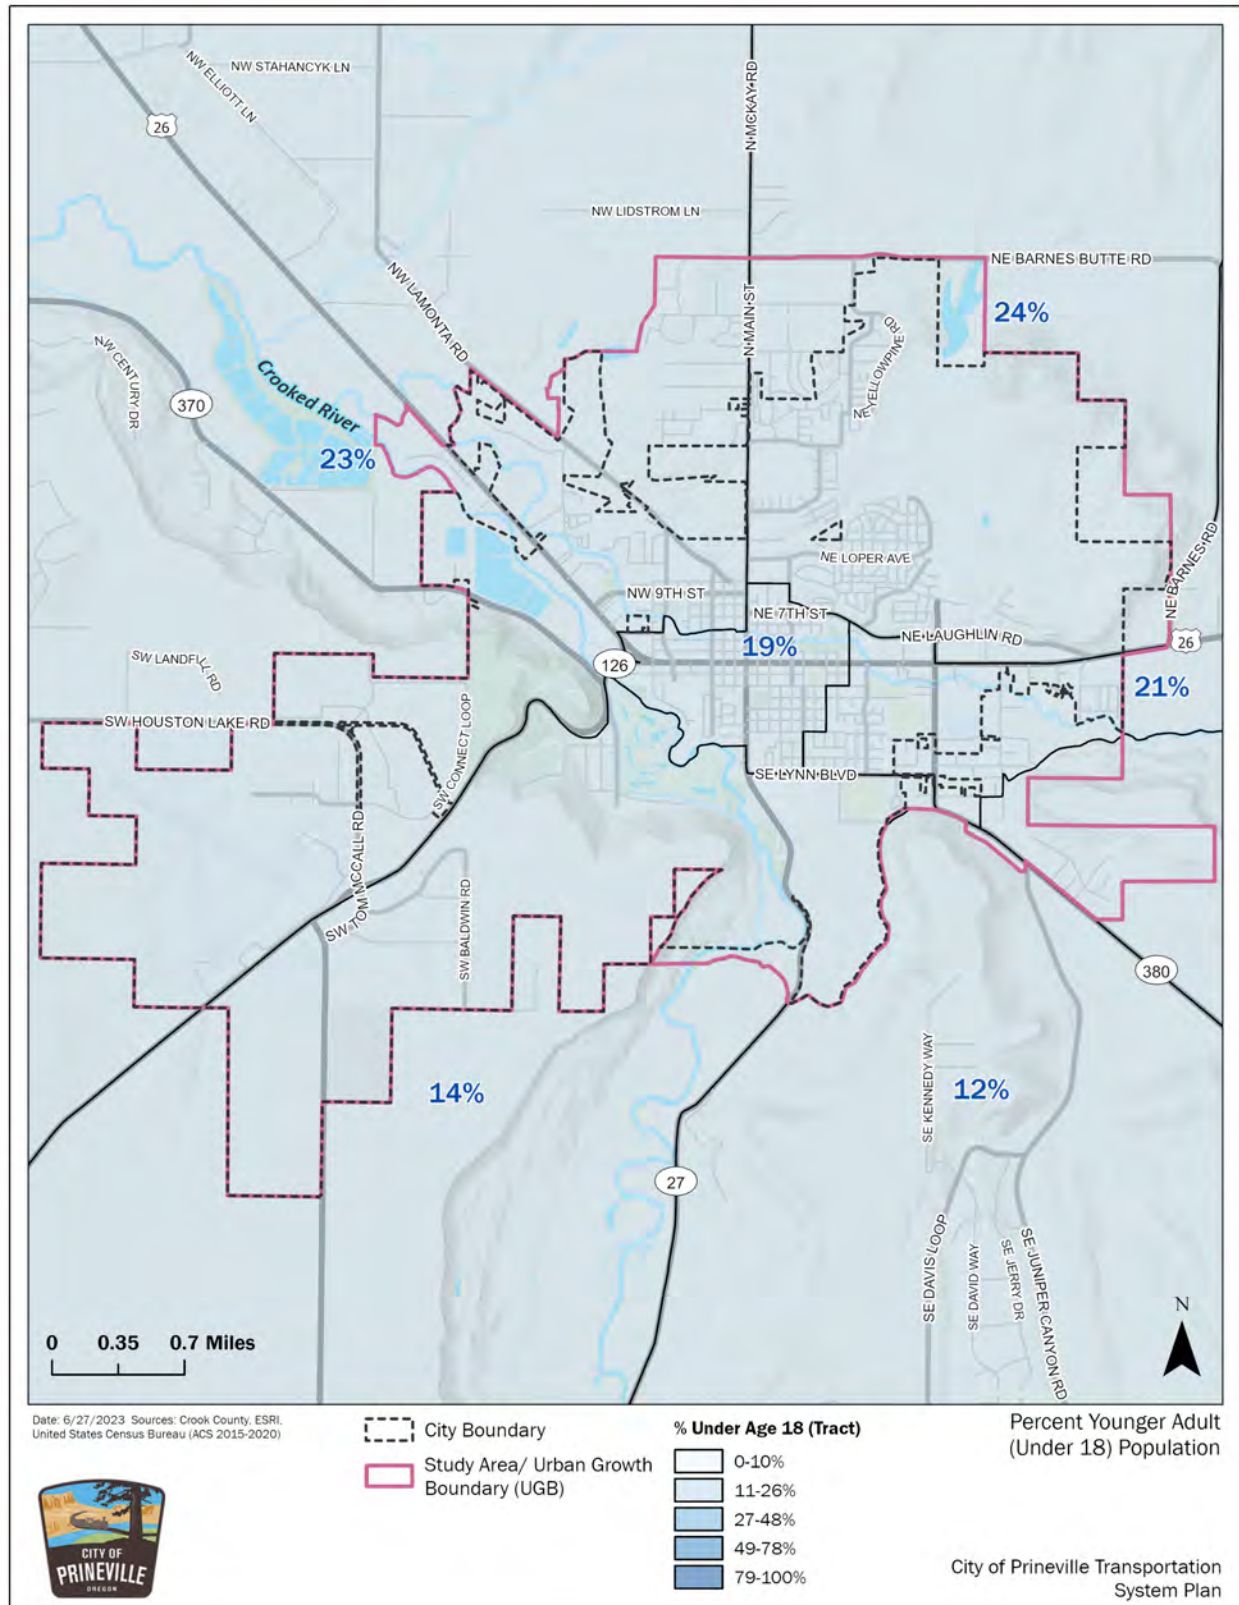 NW STAHANCYK LN
NW ELLIOTT LN
26
N MCKAY RD
NW LIDSTROM LN
NE BARNES BUTTE RD
NW LAMONTA RD
24%
N MAIN ST
NE YELLOWPINE RD
NW CENTURY DR
370
Crooked River
23%
NE LOPER AVE
NE BARNES RD
NW 9TH ST
NE 7TH ST
NE LAUGHLIN RD
26
19%
126
21%
SW LANDFILL RD
SW HOUSTON LAKE RD
SW CONNECT LOOP
SE LYNN BLVD
SW TOM MCCALL RD
SW BALDWIN RD
380
14%
12%
SE KENNEDY WAY
27
SE DAVIS LOOP
SE DAVID WAY
SE JERRY DR
SE JUNIPER CANYON RD
N
0 0.35 0.7 Miles
Date: 6/27/2023 Sources: Crook County, ESRI,
United States Census Bureau (ACS 2015-2020)
City Boundary
Study Area/ Urban Growth
Boundary (UGB)
% Under Age 18 (Tract)
0-10%
11-26%
27-48%
49-78%
79-100%
Percent Younger Adult
(Under 18) Population
CITY OF
PRINEVILLE
OREGON
City of Prineville Transportation
System Plan